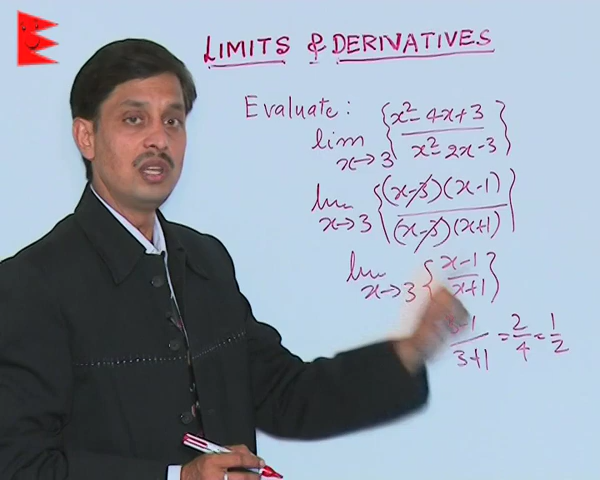 LIMITS & DERIVATIVES
Evaluate:
lim x→3 {x²-4x+3 / x²-2x-3}
lim x→3 {(x-3)(x-1) / (x-3)(x+1)}
lim x→3 {x-1 / x+1}
-1 / 3+1 = 2/4 = 1/2